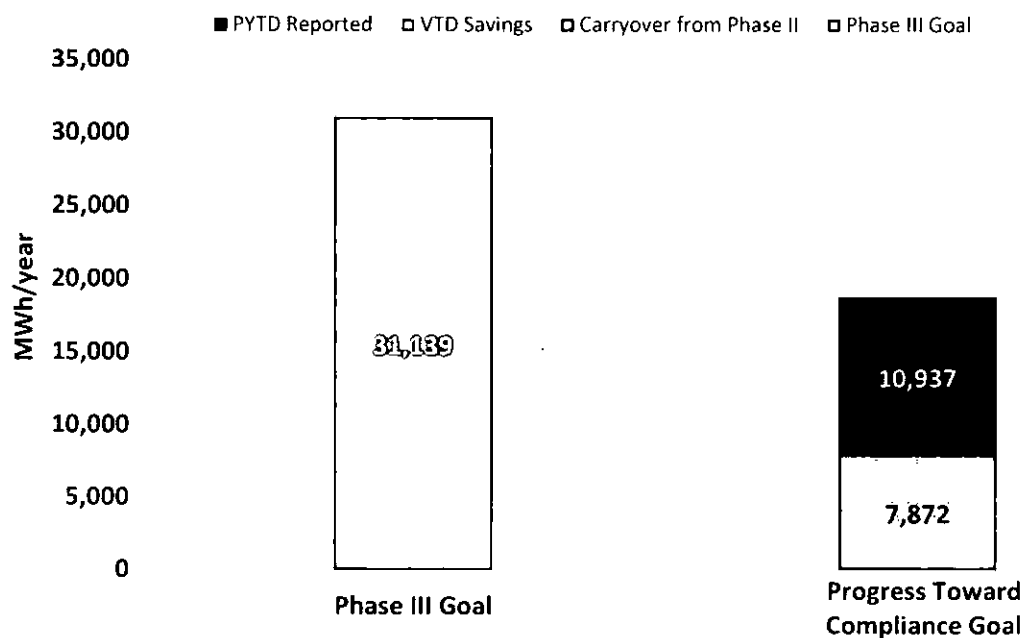 PYTD Reported VTD Savings Carryover from Phase II Phase III Goal
35,000
30,000
25,000
20,000
15,000
10,000
5,000
0
MWh/year
31,139
10,937
7,872
Phase III Goal
Progress Toward
Compliance Goal